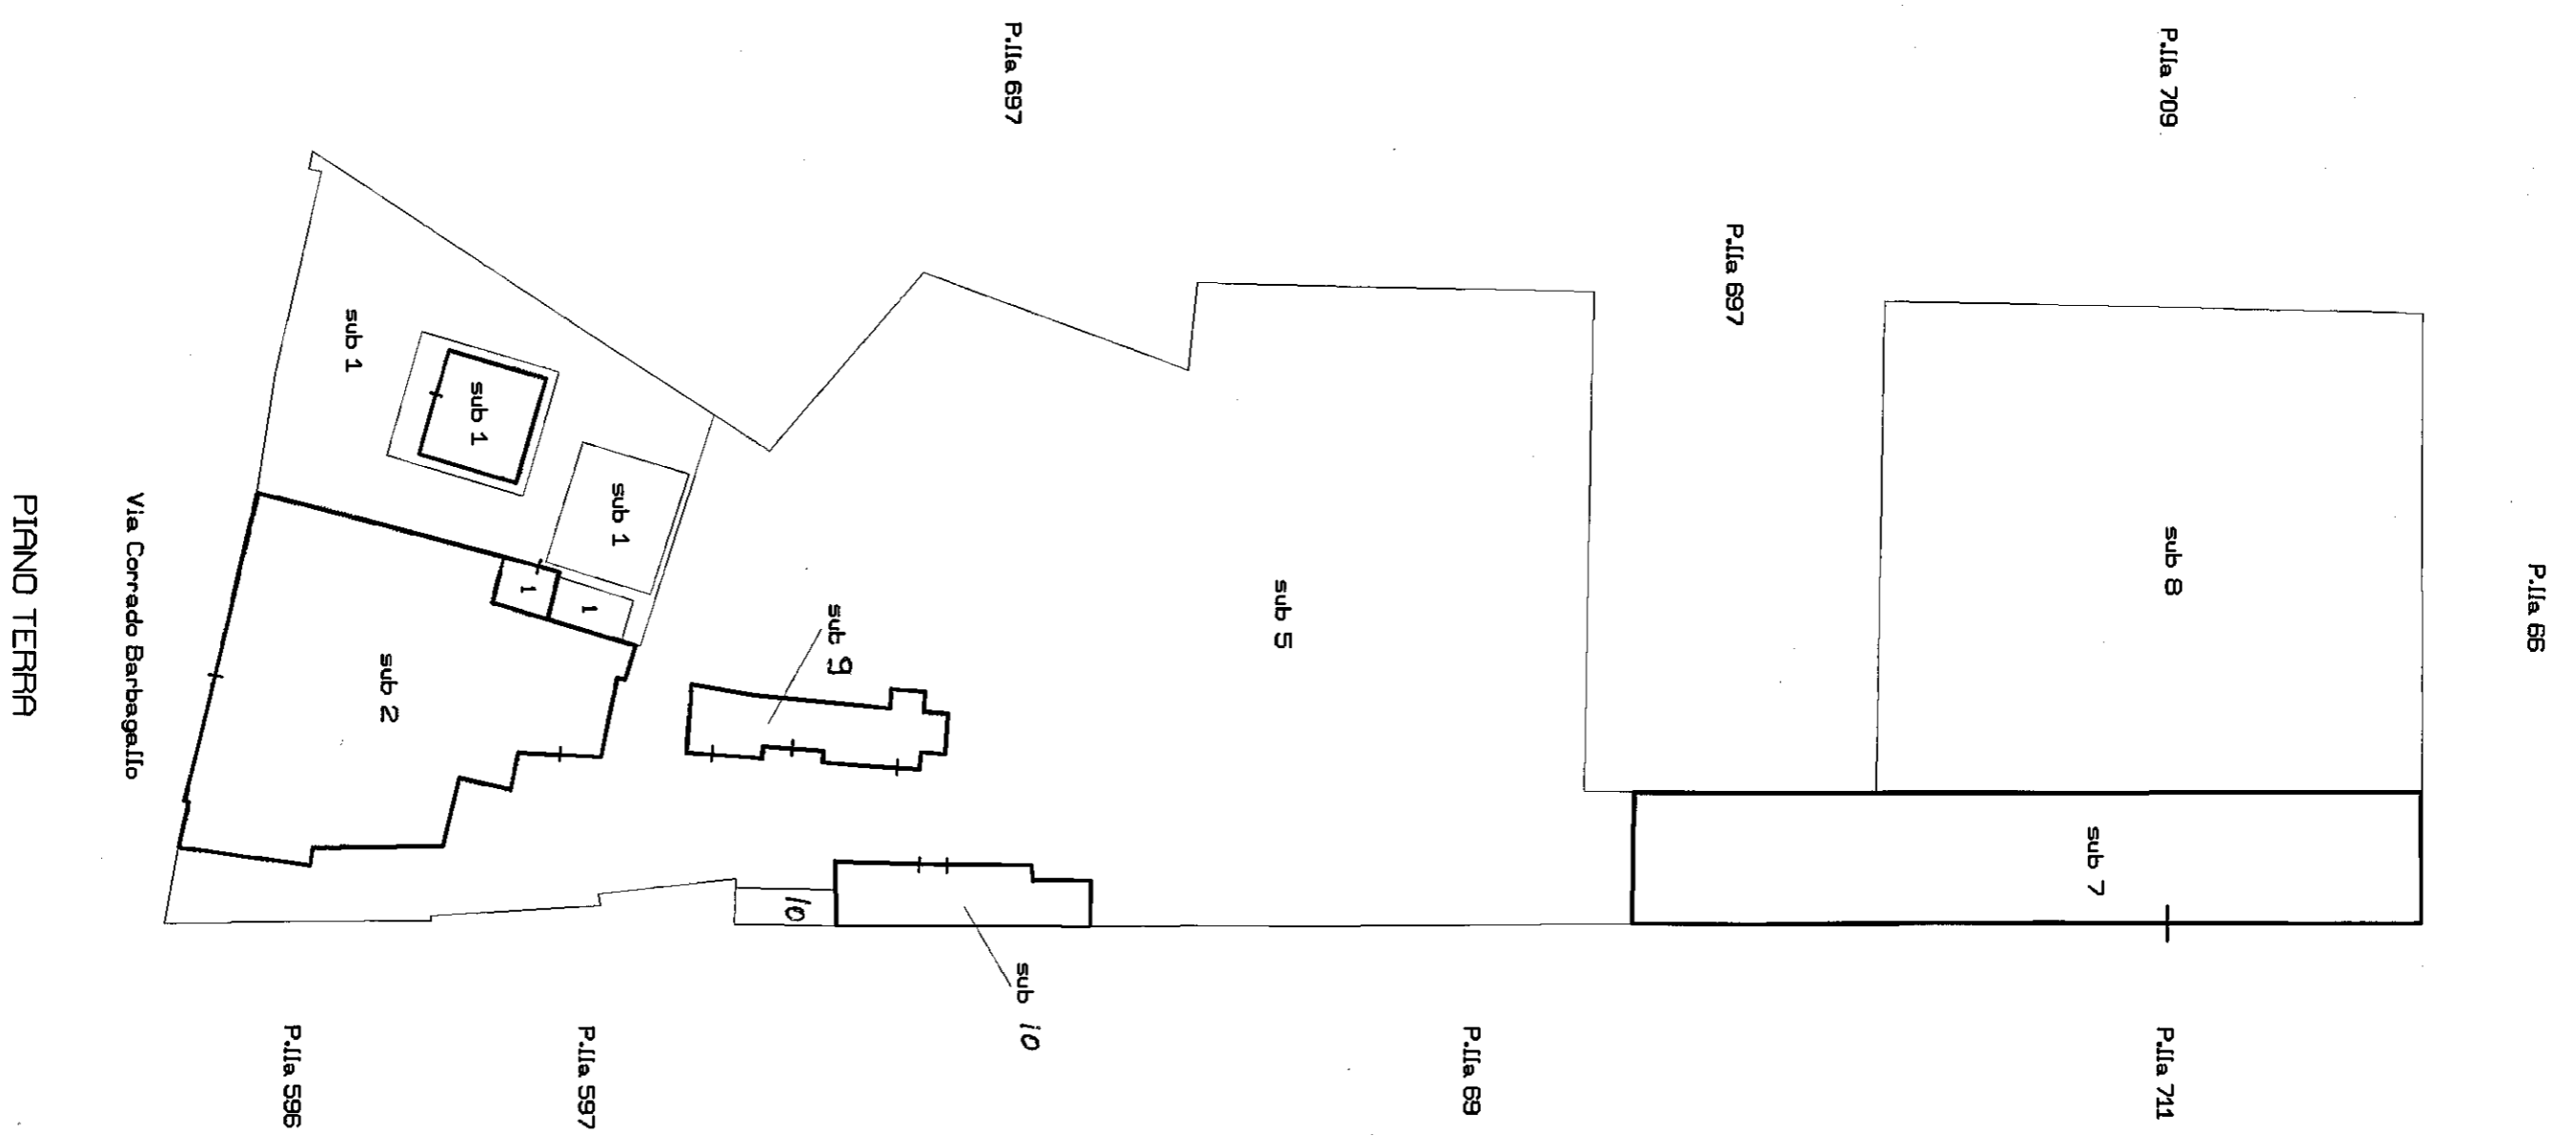 P.lla 66
P.lla 709
sub 8
sub 7
P.lla 711
P.lla 697
P.lla 69
sub 5
P.lla 697
sub 10
10
sub 9
sub 1
1
1
P.lla 597
sub 1
sub 1
sub 2
P.lla 596
Via Corrado Barbagallo
PIANO TERRA